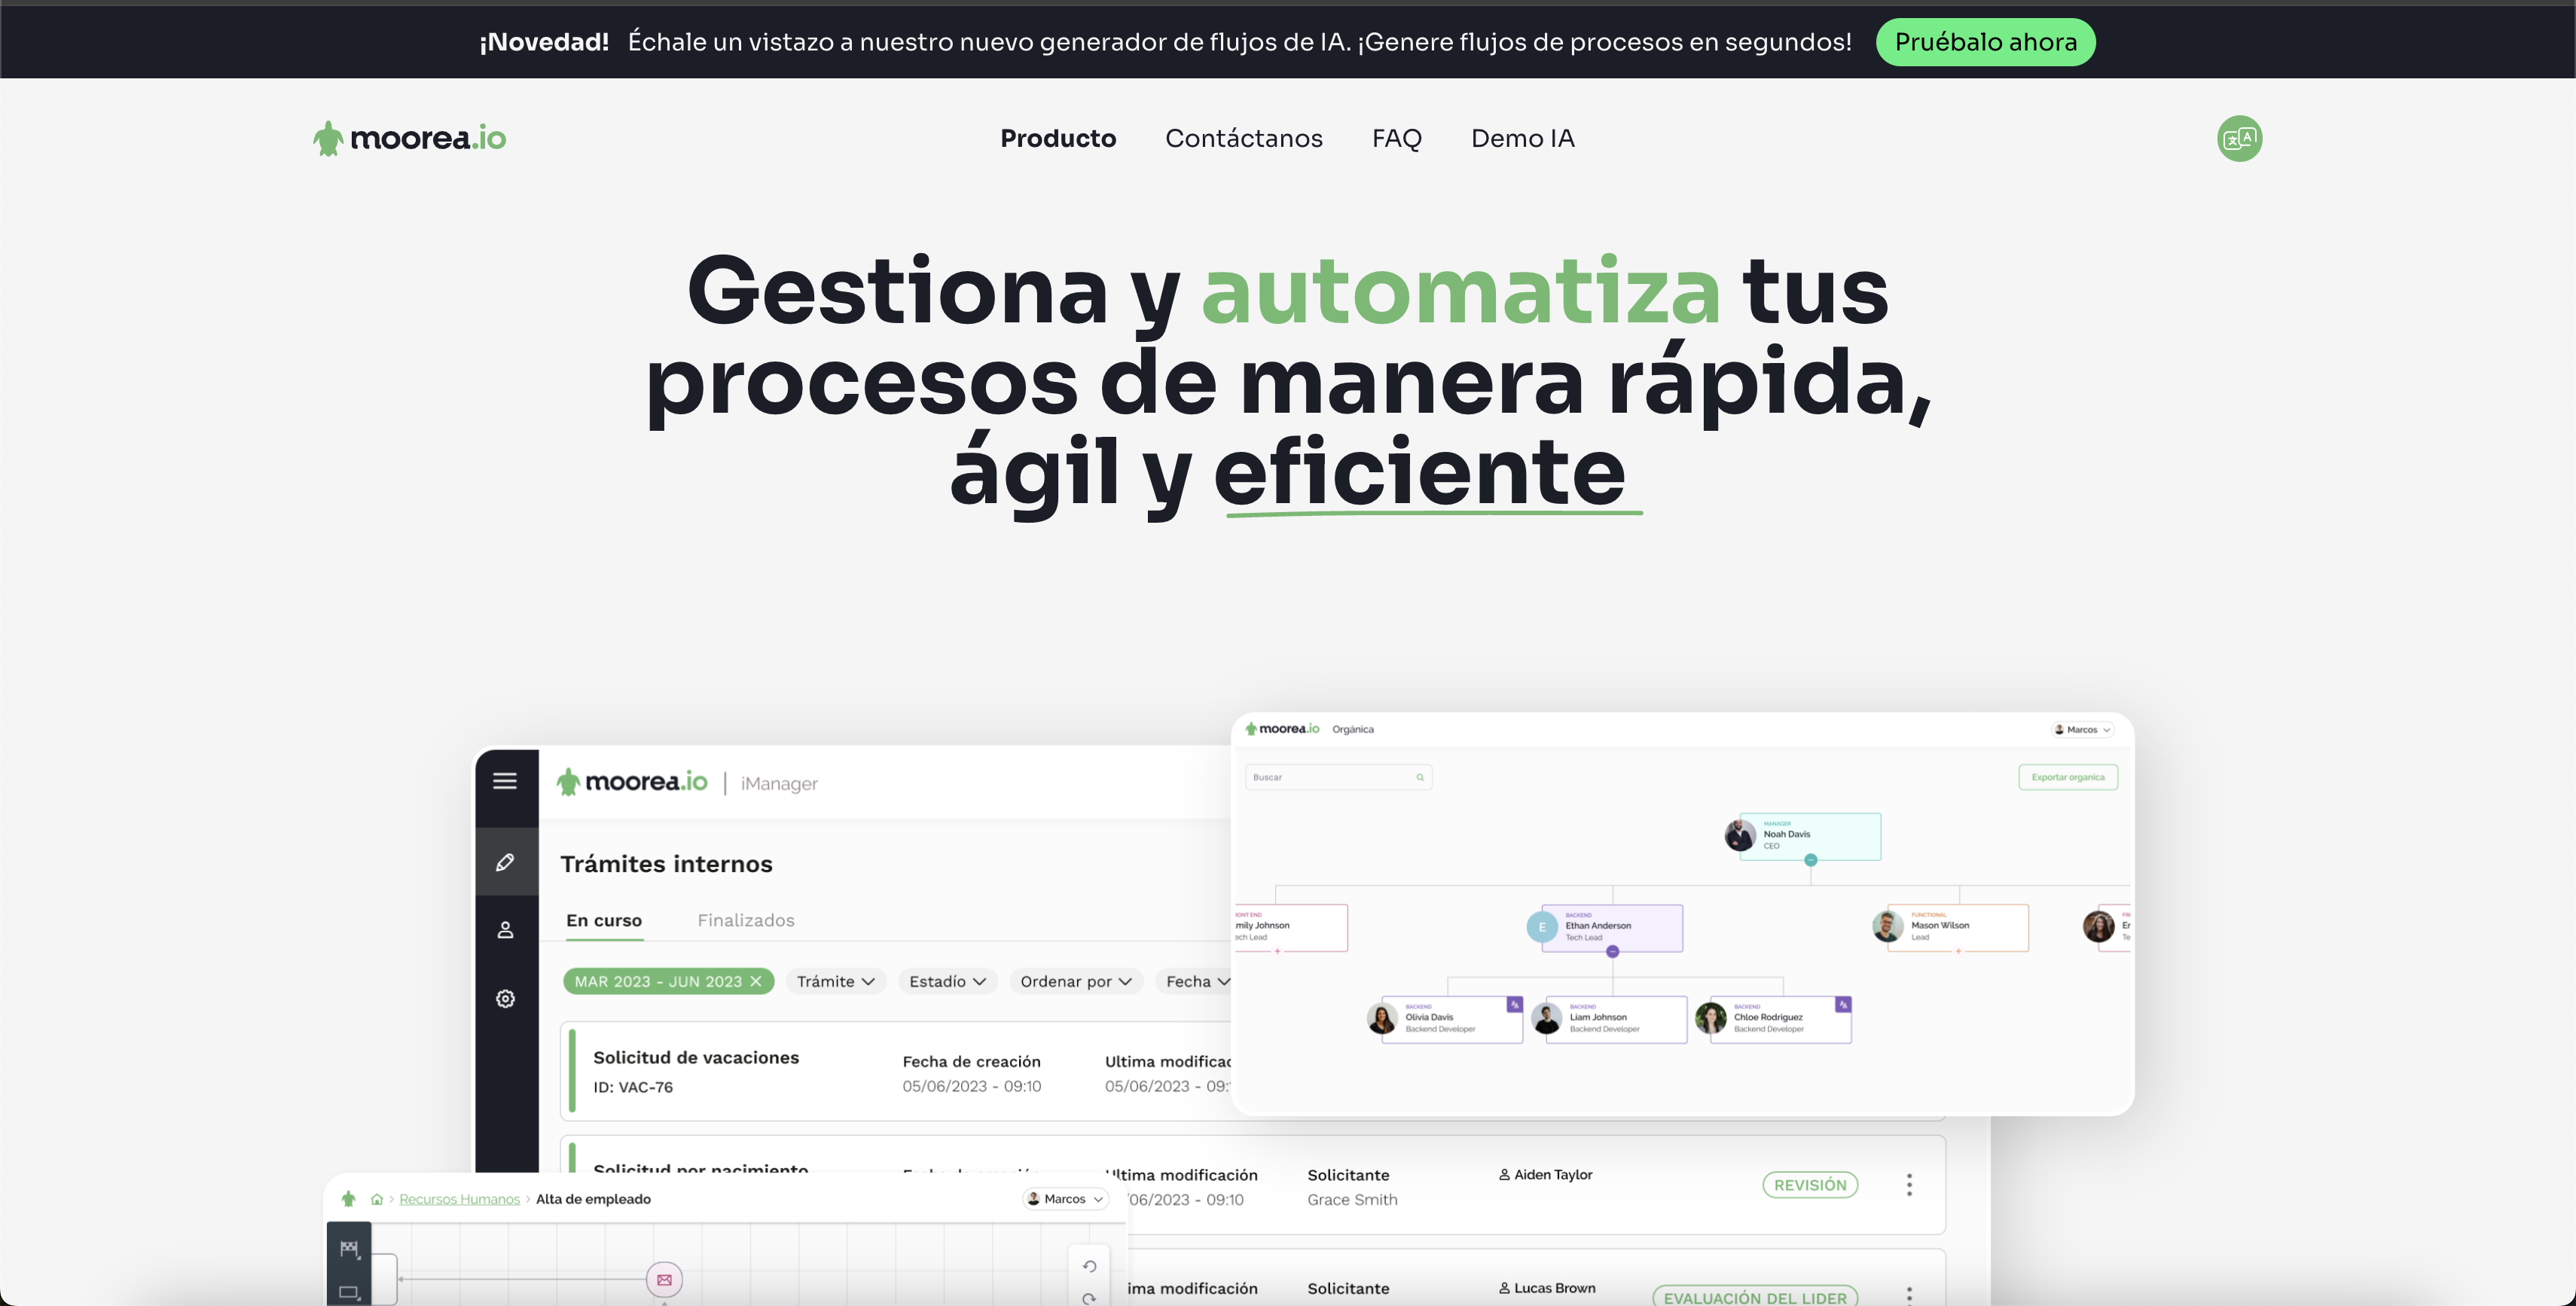 ¡Novedad! Échale un vistazo a nuestro nuevo generador de flujos de IA. ¡Genere flujos de procesos en segundos! Pruébalo ahora
moorea.io
Producto Contáctanos FAQ Demo IA
Gestiona y automatiza tus
procesos de manera rápida,
ágil y eficiente
moorea.io Orgánica Marcos
Buscar
Exportar organica
MANAGER
Noah Davis
CEO
mily Johnson
ech Lead
E
BACKEND
Ethan Anderson
Tech Lead
FUNCTIONAL
Mason Wilson
Lead
Er
Te
BACKEND
Olivia Davis
Backend Developer
BACKEND
Liam Johnson
Backend Developer
BACKEND
Chloe Rodriguez
Backend Developer
moorea.io | iManager
Trámites internos
En curso Finalizados
MAR 2023 - JUN 2023 Trámite Estadío Ordenar por Fecha
Solicitud de vacaciones
ID: VAC-76
Fecha de creación
05/06/2023 - 09:10
Ultima modificac
05/06/2023 - 09:
Solicitud por nacimiento
ltima modificación
/06/2023 - 09:10
Solicitante
Grace Smith
Aiden Taylor
REVISIÓN
Recursos Humanos > Alta de empleado
Marcos
ima modificación
Solicitante
Lucas Brown
EVALUACIÓN DEL LIDER